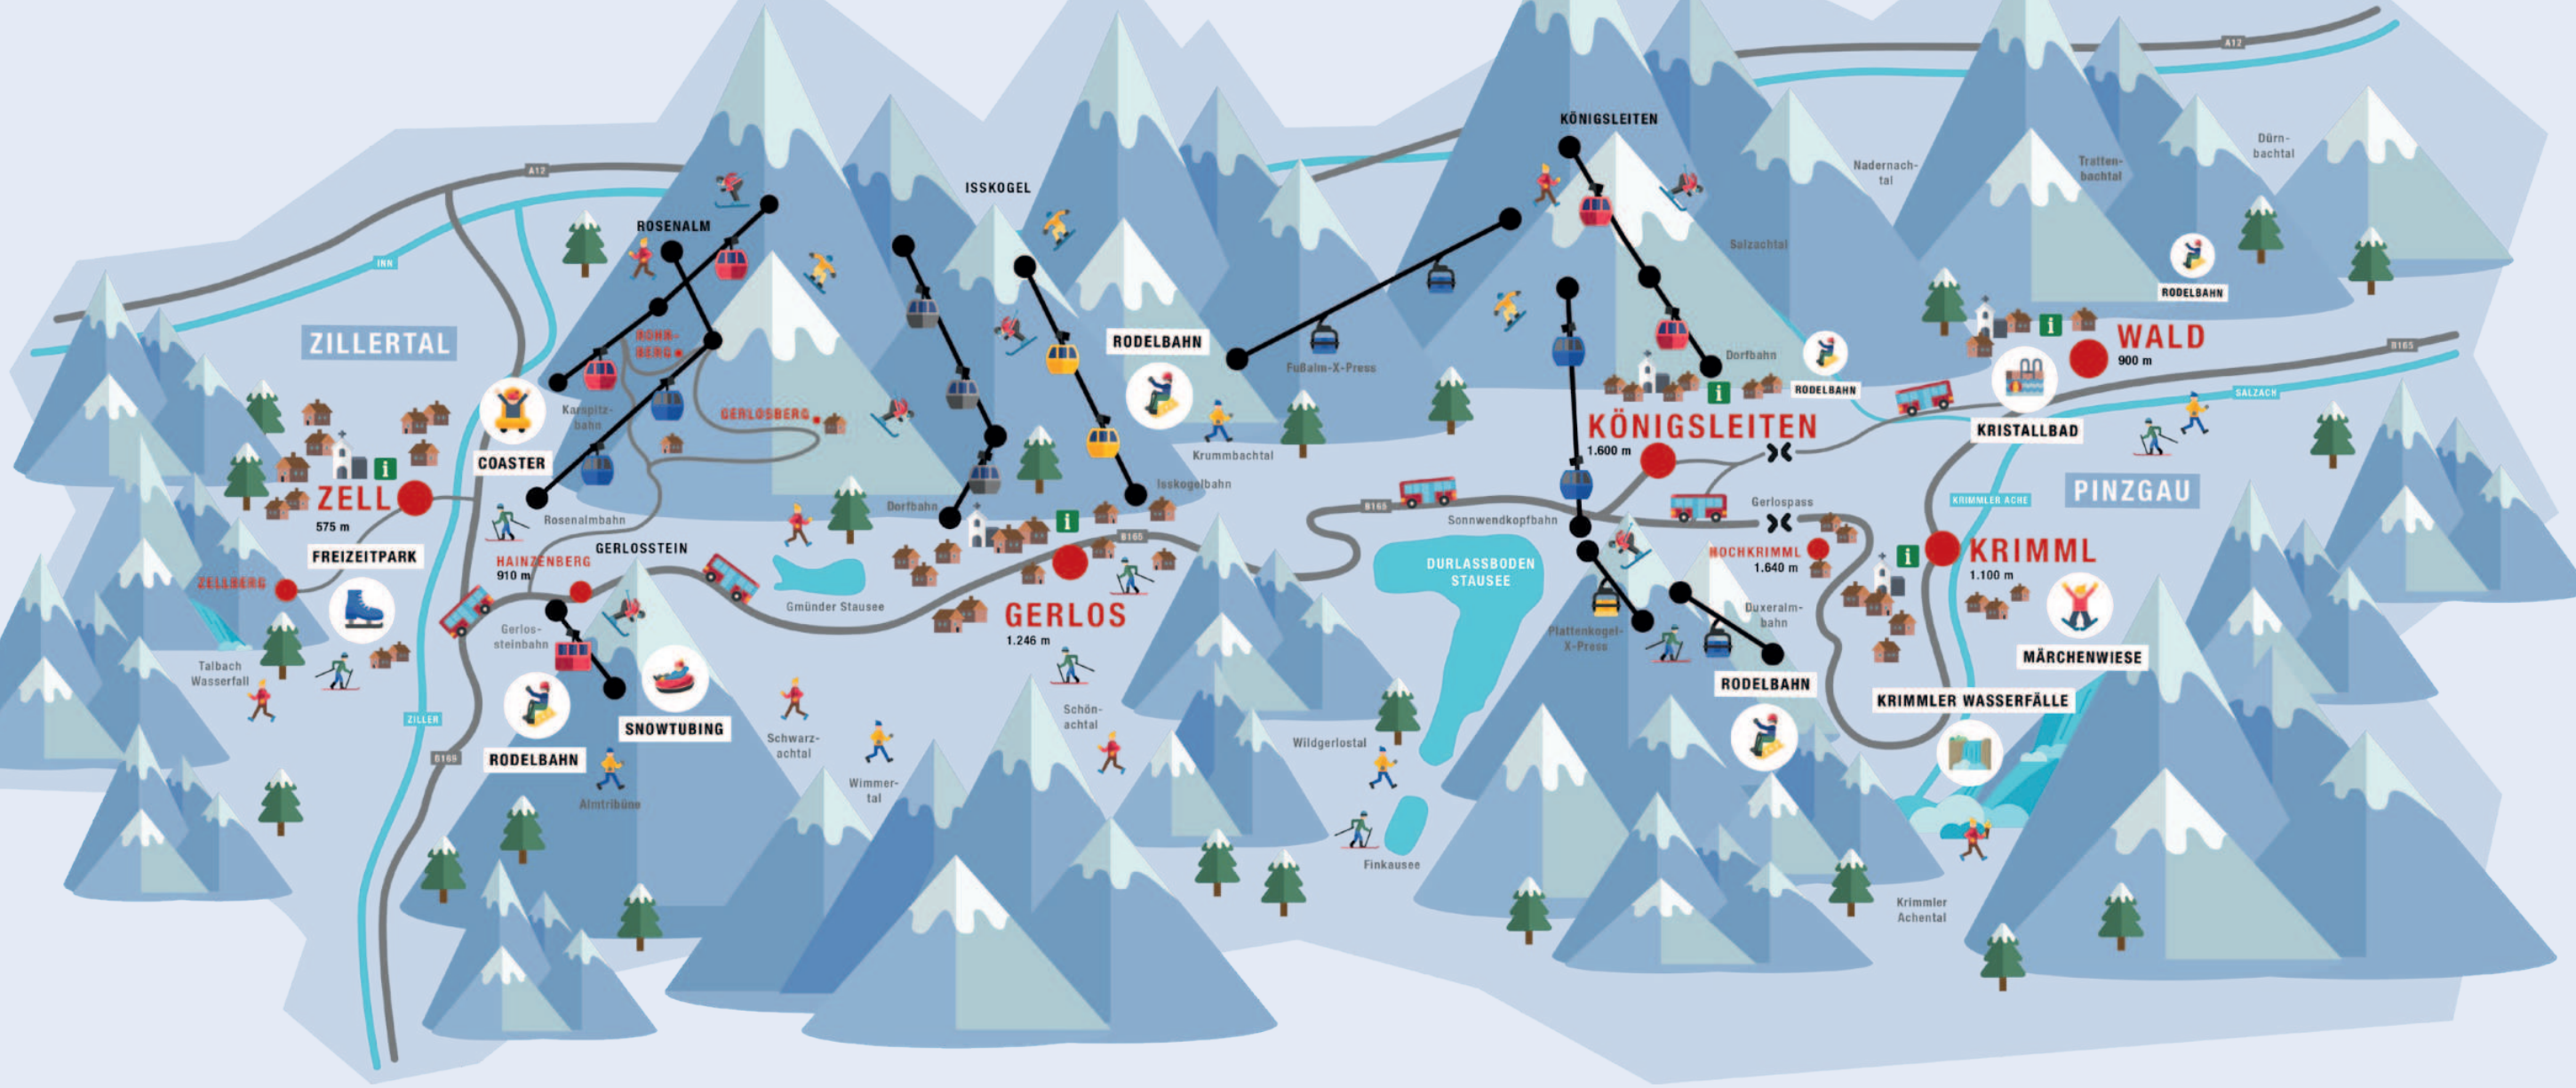 A12
A12
KÖNIGSLEITEN
Dürn-
bachtal
Nadernach-
tal
Tratten-
bachtal
ISSKOGEL
ROSENALM
Salzachtal
INN
RODELBAHN
ZILLERTAL
RODELBAHN
WALD
900 m
B165
Dorfbahn
Fußalm-X-Press
RODELBAHN
SALZACH
Karspitz-
bahn
GERLOSBERG
KÖNIGSLEITEN
1.600 m
KRISTALLBAD
COASTER
Krummbachtal
Isskogelbahn
PINZGAU
ZELL
575 m
KRIMMLER ACHE
Gerlospass
B165
Dorfbahn
Rosenalmbahn
Sonnwendkopfbahn
B165
FREIZEITPARK
HAINZENBERG
910 m
GERLOSSTEIN
HOCHKRIMML
1.640 m
KRIMML
1.100 m
DURLASSBODEN
STAUSEE
ZELLBERG
Gmünder Stausee
GERLOS
1.246 m
Duxeralm-
bahn
Gerlos-
steinbahn
Plattenkogel-
X-Press
MÄRCHENWIESE
Talbach
Wasserfall
RODELBAHN
KRIMMLER WASSERFÄLLE
ZILLER
SNOWTUBING
Schön-
achtal
Schwarz-
achtal
Wildgerlostal
RODELBAHN
Wimmer-
tal
Almtribüne
Finkausee
Krimmler
Achental